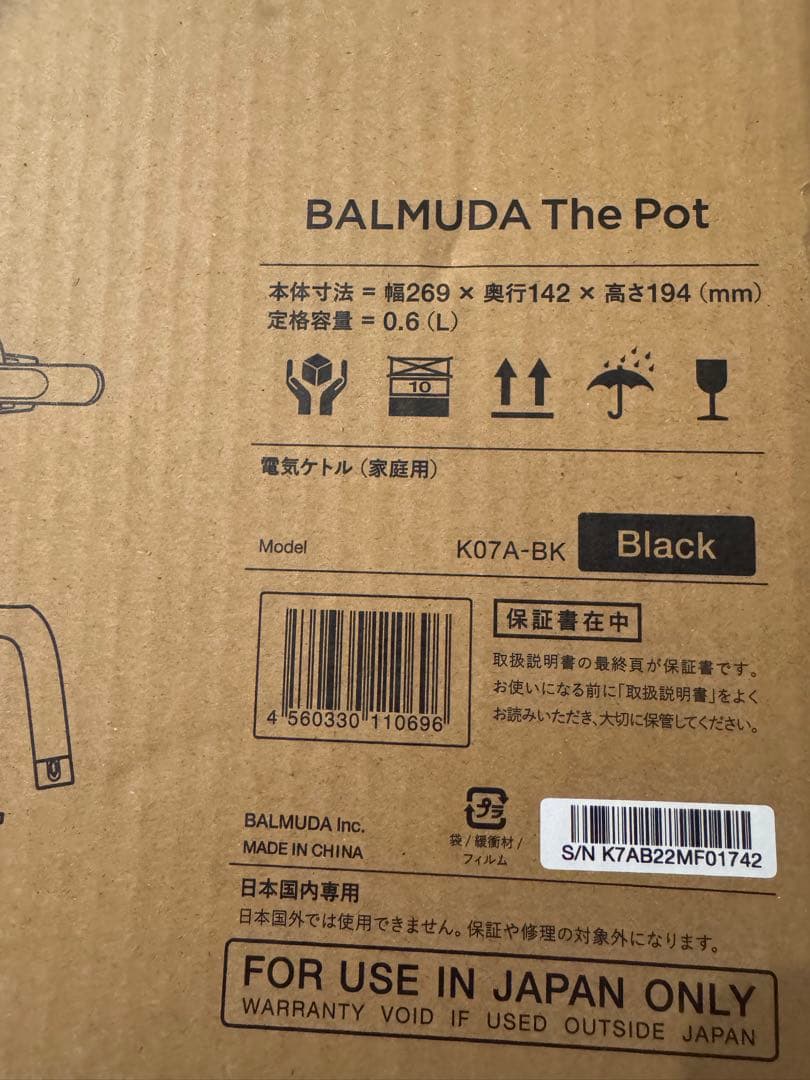 BALMUDA The Pot
本体寸法 = 幅269 × 奥行142 × 高さ194 (mm)
定格容量 = 0.6 (L)
10
電気ケトル (家庭用)
Model K07A-BK Black
保証書在中
取扱説明書の最終頁が保証書です。
お使いになる前に「取扱説明書」をよく
お読みいただき、大切に保管してください。
4 560330 110696
BALMUDA Inc.
MADE IN CHINA
プラ
袋/緩衝材/
フィルム
S/N K7AB22MF01742
日本国内専用
日本国外では使用できません。保証や修理の対象外になります。
FOR USE IN JAPAN ONLY
WARRANTY VOID IF USED OUTSIDE JAPAN